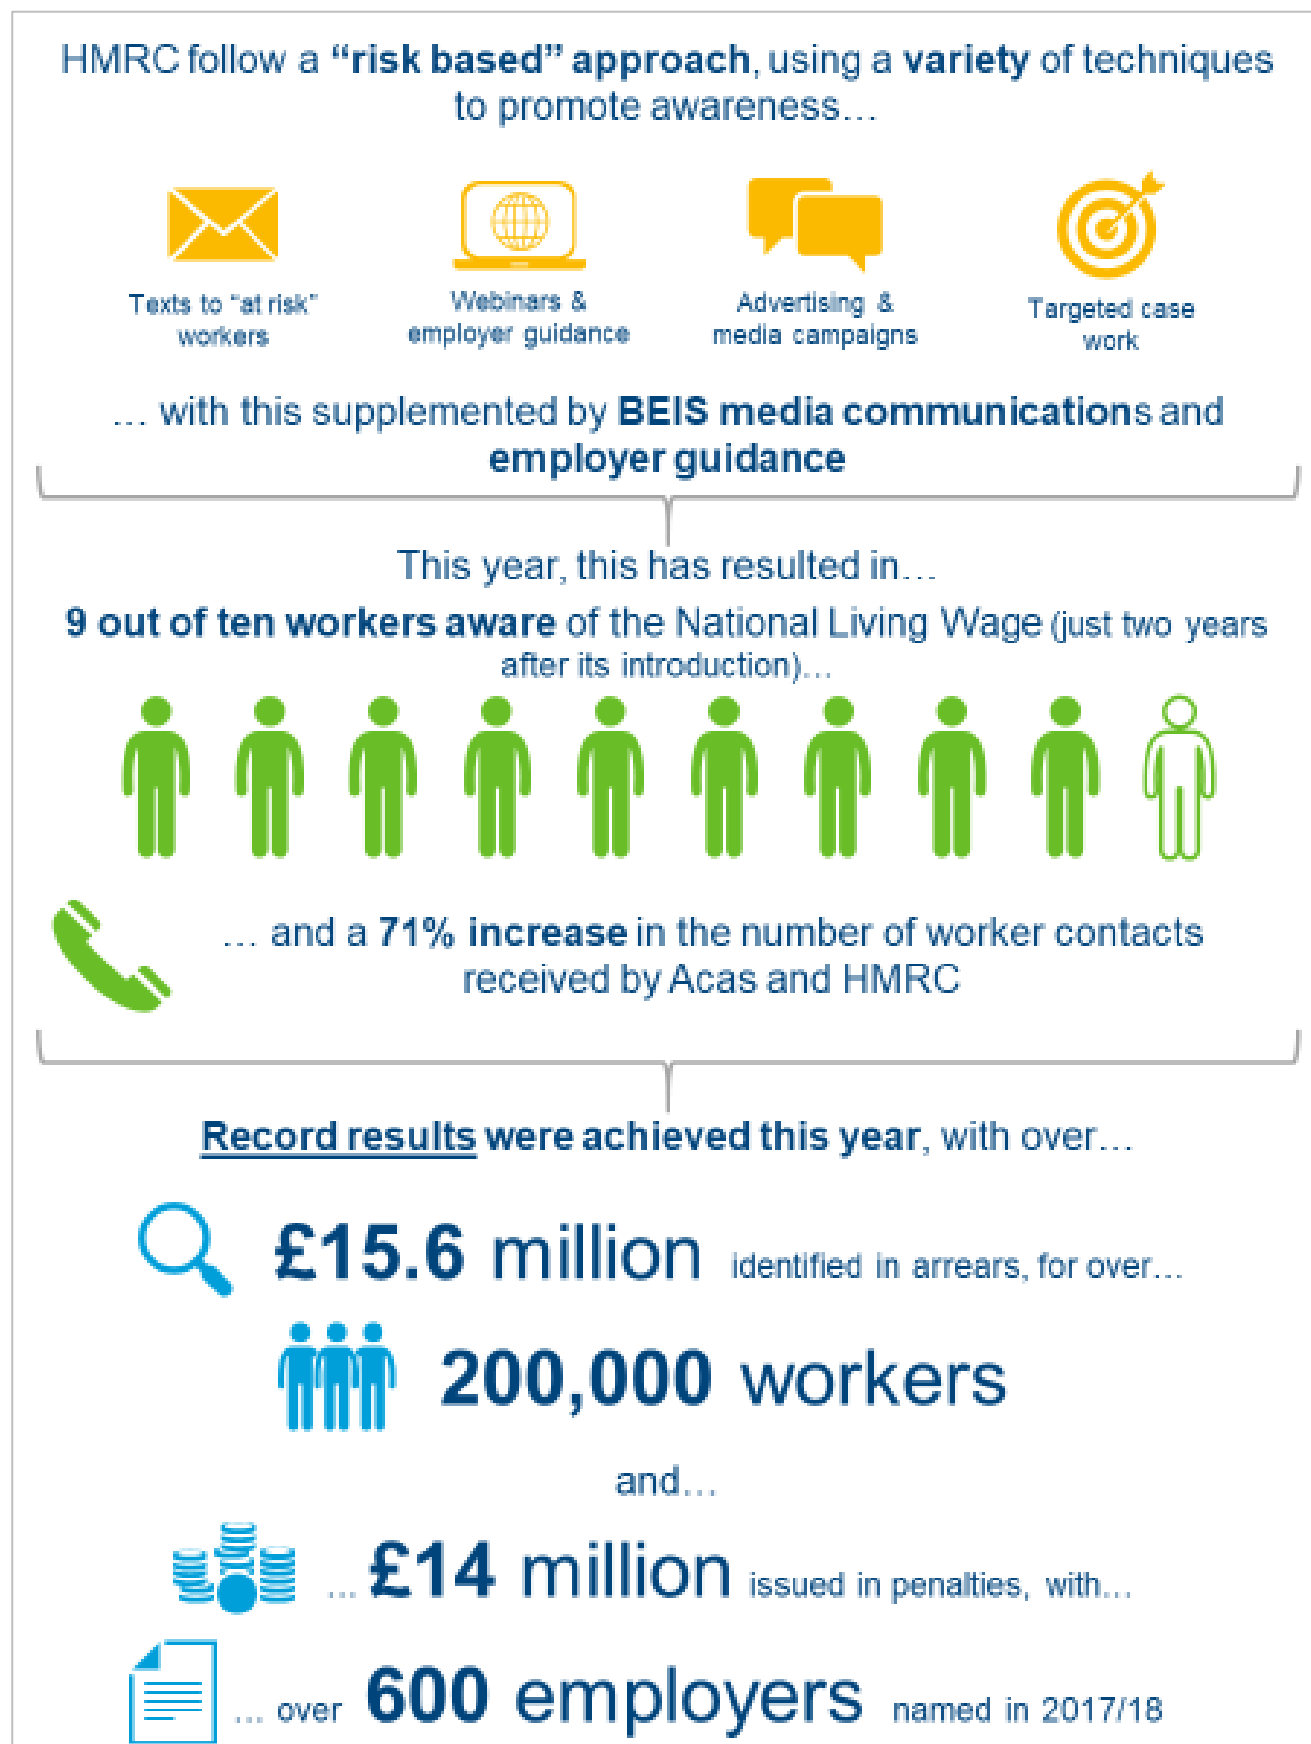 HMRC follow a “risk based” approach, using a variety of techniques
to promote awareness…
Texts to “at risk”
workers
Webinars &
employer guidance
Advertising &
media campaigns
Targeted case
work
… with this supplemented by BEIS media communications and
employer guidance
This year, this has resulted in…
9 out of ten workers aware of the National Living Wage (just two years
after its introduction)…
… and a 71% increase in the number of worker contacts
received by Acas and HMRC
Record results were achieved this year, with over…
£15.6 million identified in arrears, for over…
200,000 workers
and…
… £14 million issued in penalties, with…
… over 600 employers named in 2017/18